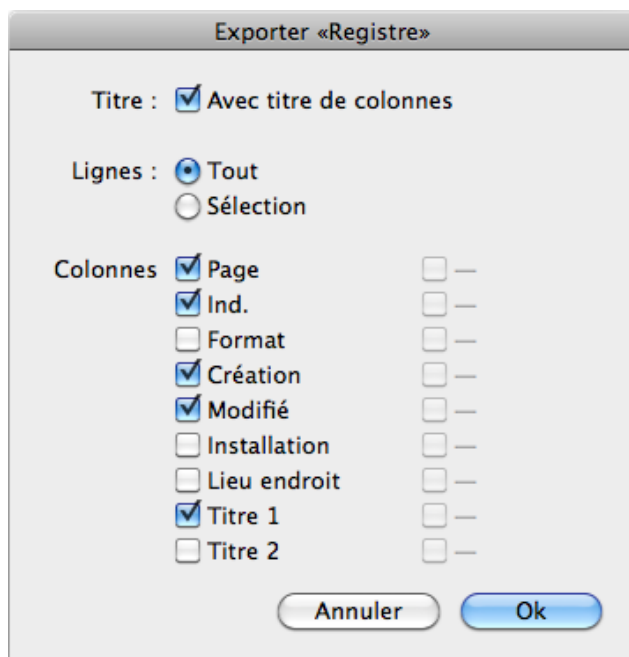 Exporter «Registre»
Titre : Avec titre de colonnes
Lignes : Tout
Sélection
Colonnes Page —
Ind. —
Format —
Création —
Modifié —
Installation —
Lieu endroit —
Titre 1 —
Titre 2 —
Annuler Ok